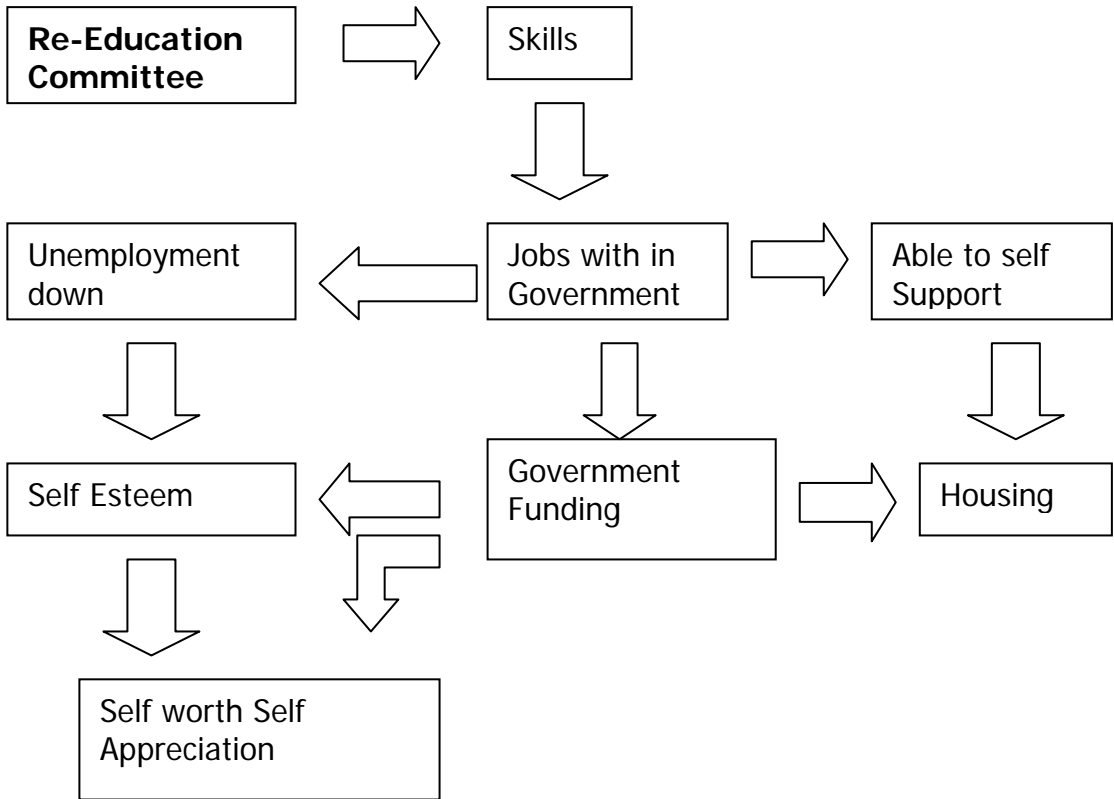 Re-Education
Committee
Skills
Unemployment
down
Jobs with in
Government
Able to self
Support
Self Esteem
Government
Funding
Housing
Self worth Self
Appreciation